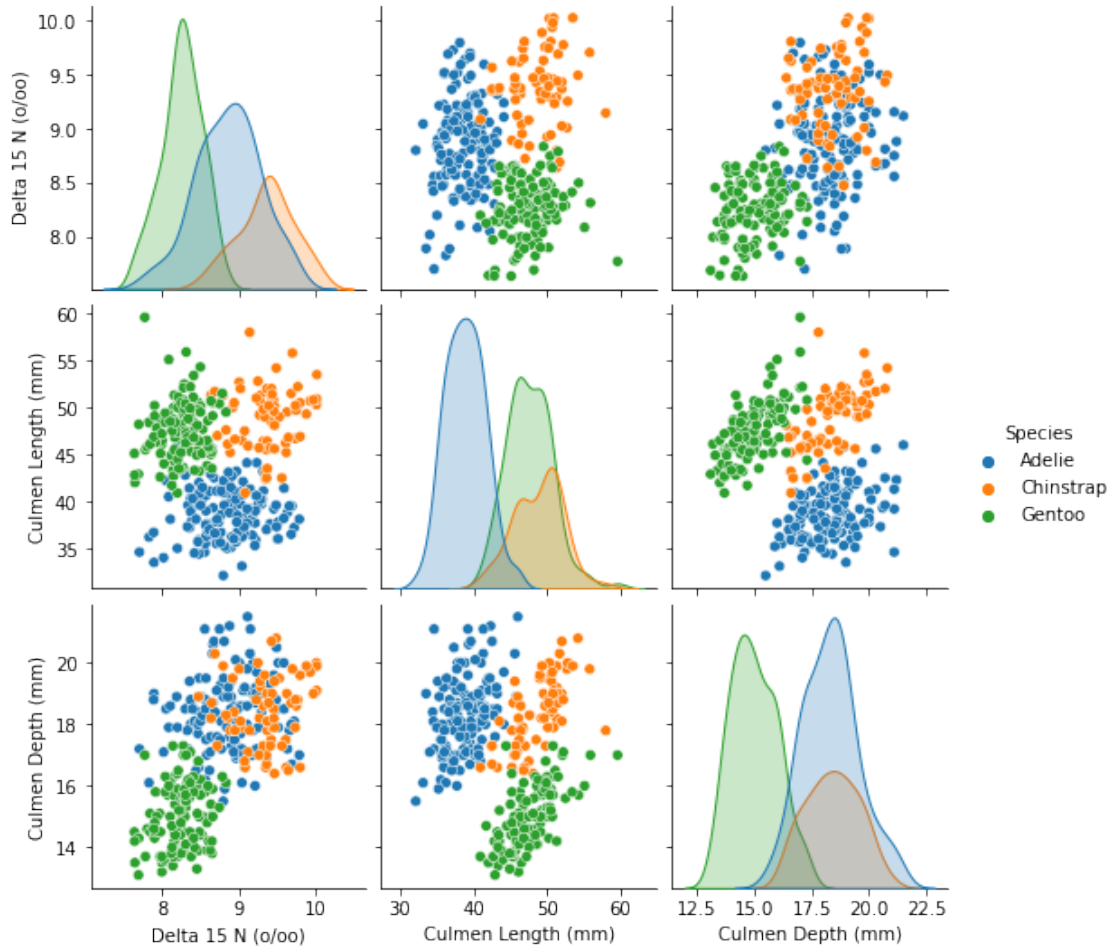 10.0
9.5
9.0
8.5
8.0
Delta 15 N (o/oo)
60
55
50
45
40
35
Culmen Length (mm)
Species
Adelie
Chinstrap
Gentoo
20
18
16
14
Culmen Depth (mm)
8 9 10
30 40 50 60
12.5 15.0 17.5 20.0 22.5
Delta 15 N (o/oo)
Culmen Length (mm)
Culmen Depth (mm)